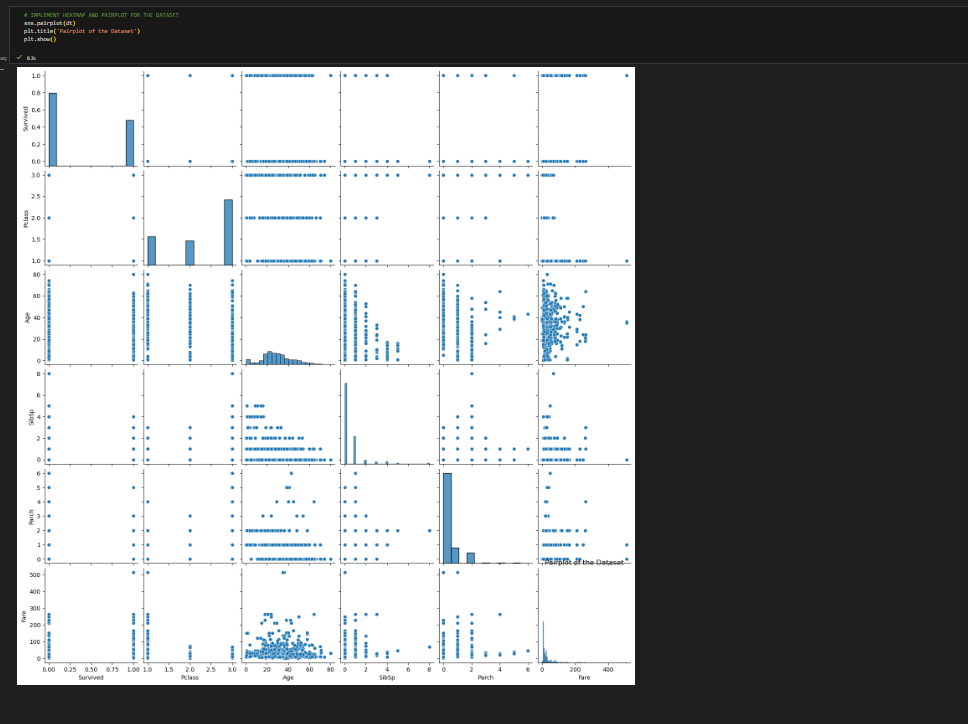 # IMPLEMENT HEATMAP AND PAIRPLOT FOR THE DATASET
sns.pairplot(dt)
plt.title('Pairplot of the Dataset')
plt.show()
✓ 8.3s
1.0
0.8
0.6
0.4
0.2
0.0
Survived
3.0
2.5
2.0
1.5
1.0
Pclass
80
60
40
20
0
Age
8
6
4
2
0
SibSp
6
5
4
3
2
1
0
Parch
Pairplot of the Dataset
500
400
300
200
100
0
Fare
0.00 0.25 0.50 0.75 1.00 1.0 1.5 2.0 2.5 3.0 0 20 40 60 80 0 2 4 6 8 0 2 4 6 0 200 400
Survived Pclass Age SibSp Parch Fare